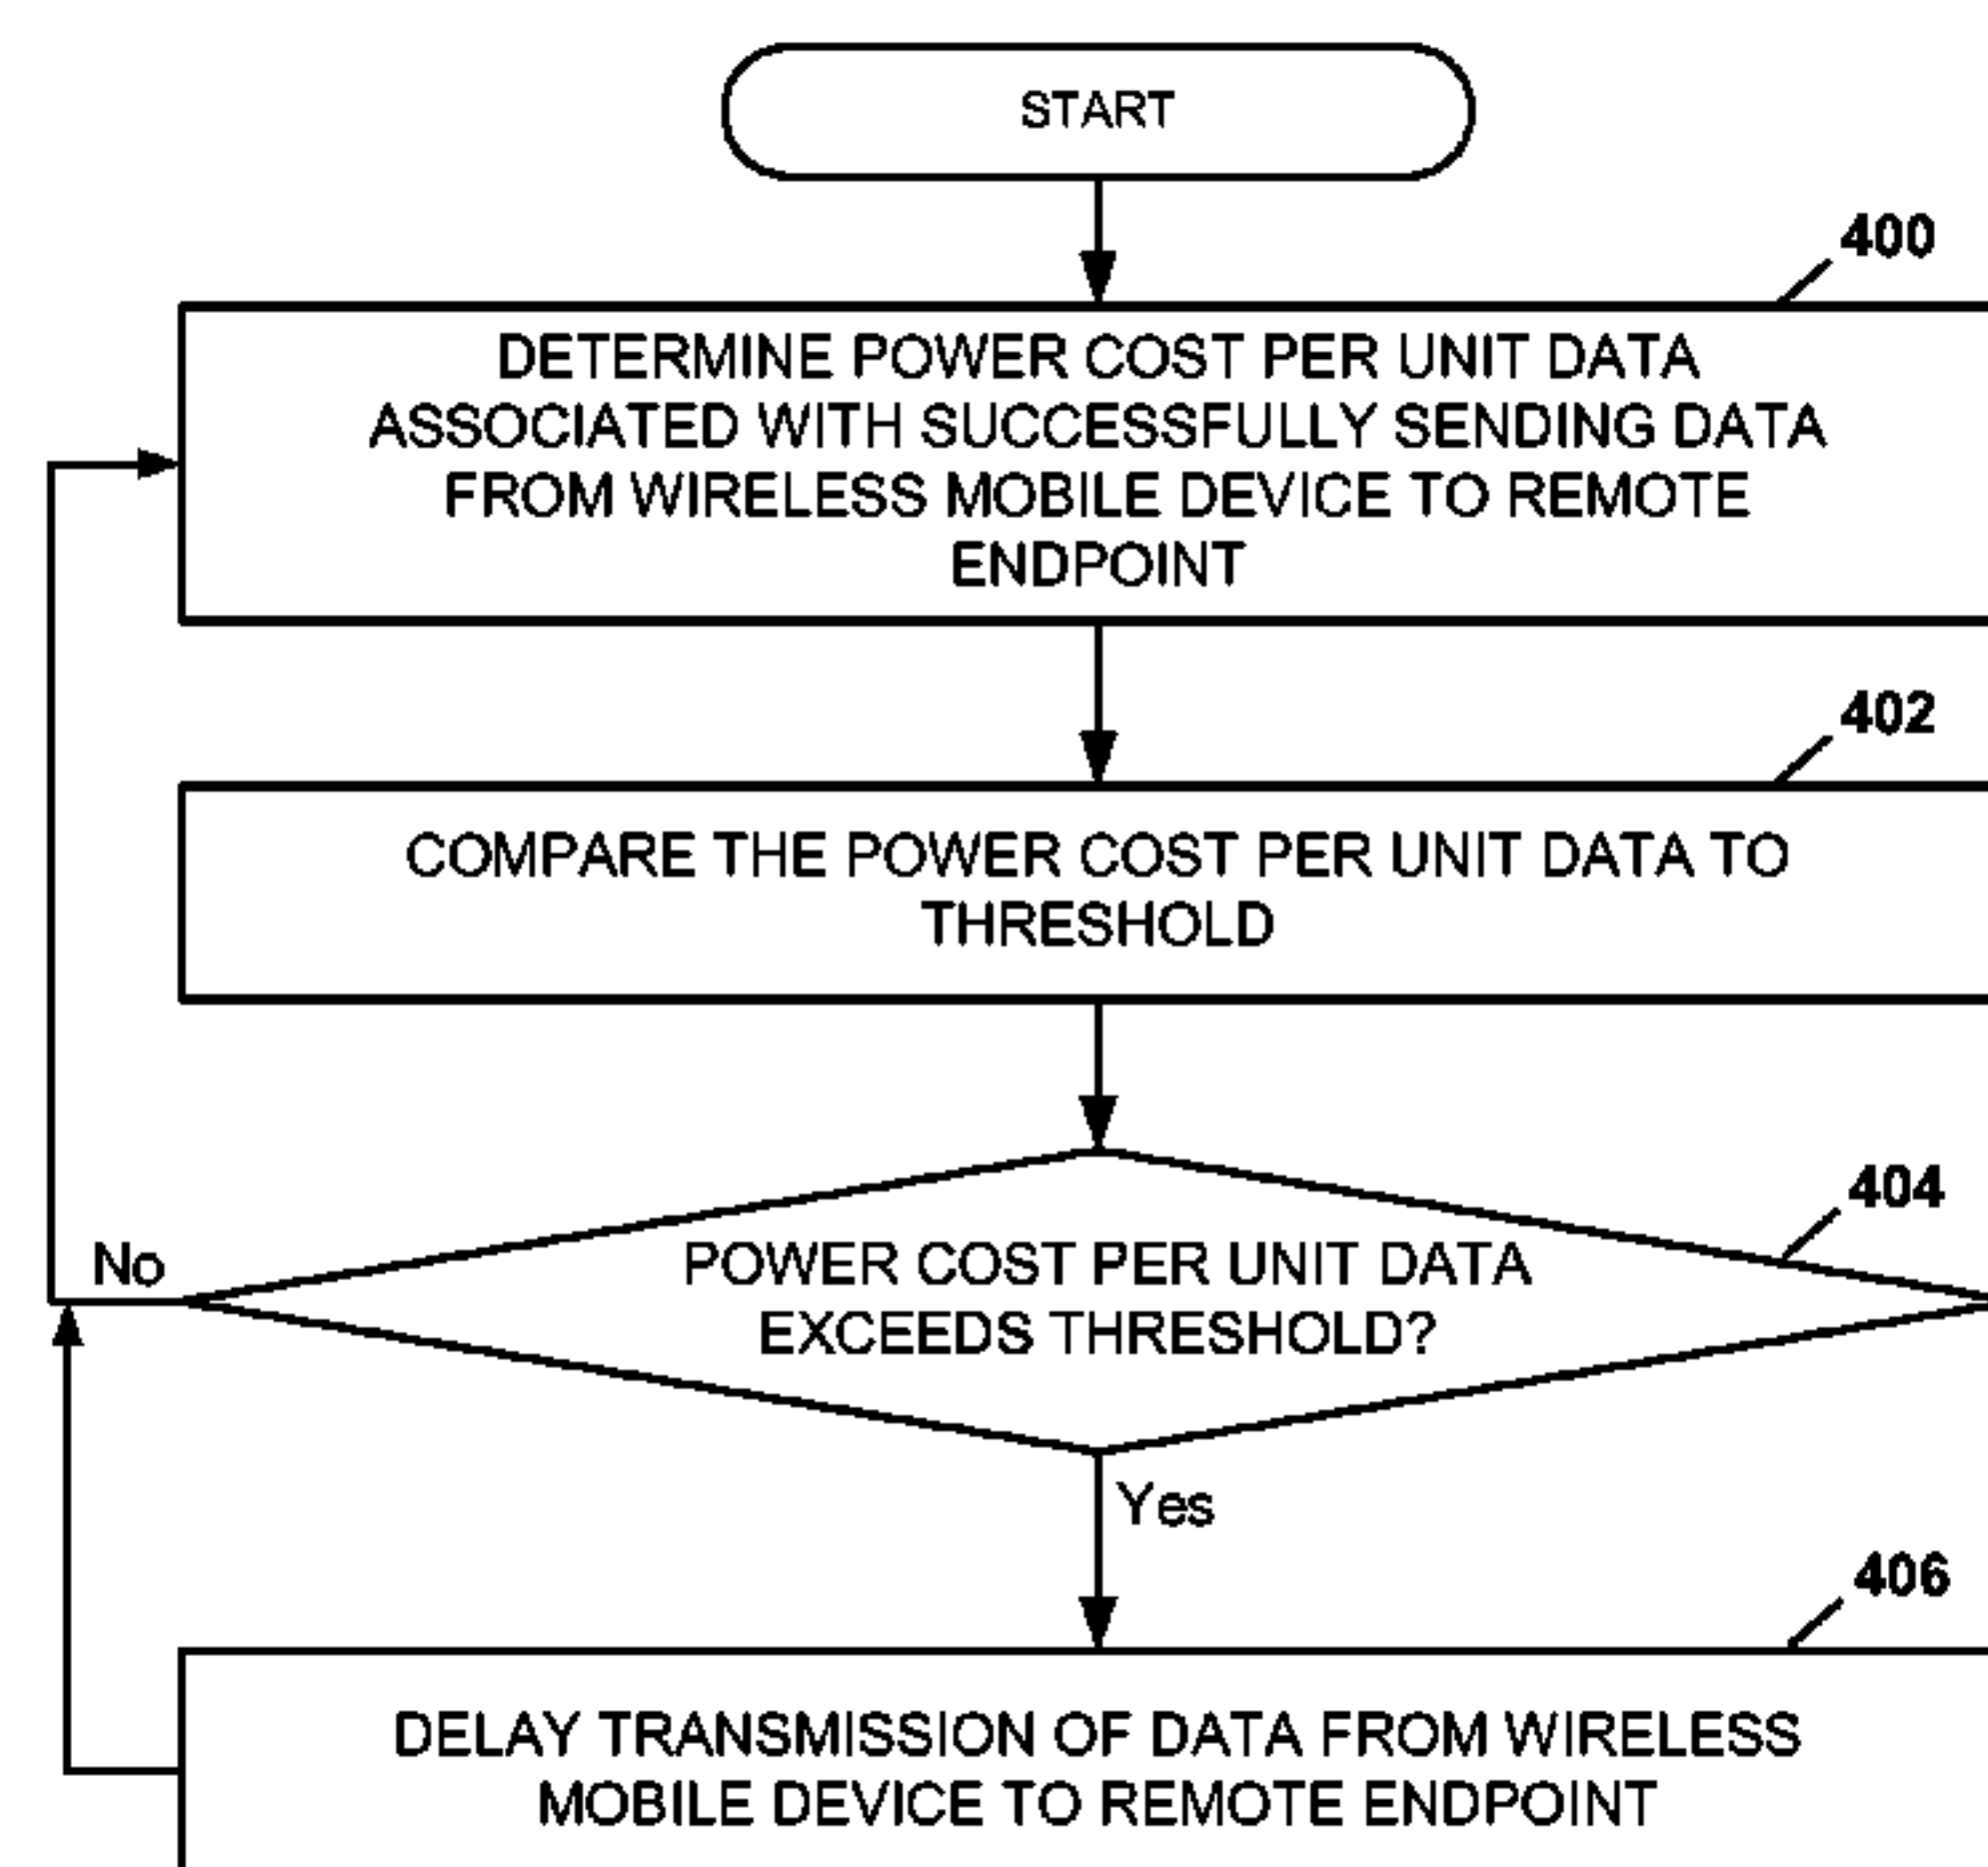 START
400
DETERMINE POWER COST PER UNIT DATA
ASSOCIATED WITH SUCCESSFULLY SENDING DATA
FROM WIRELESS MOBILE DEVICE TO REMOTE
ENDPOINT
402
COMPARE THE POWER COST PER UNIT DATA TO
THRESHOLD
404
No
POWER COST PER UNIT DATA
EXCEEDS THRESHOLD?
Yes
406
DELAY TRANSMISSION OF DATA FROM WIRELESS
MOBILE DEVICE TO REMOTE ENDPOINT